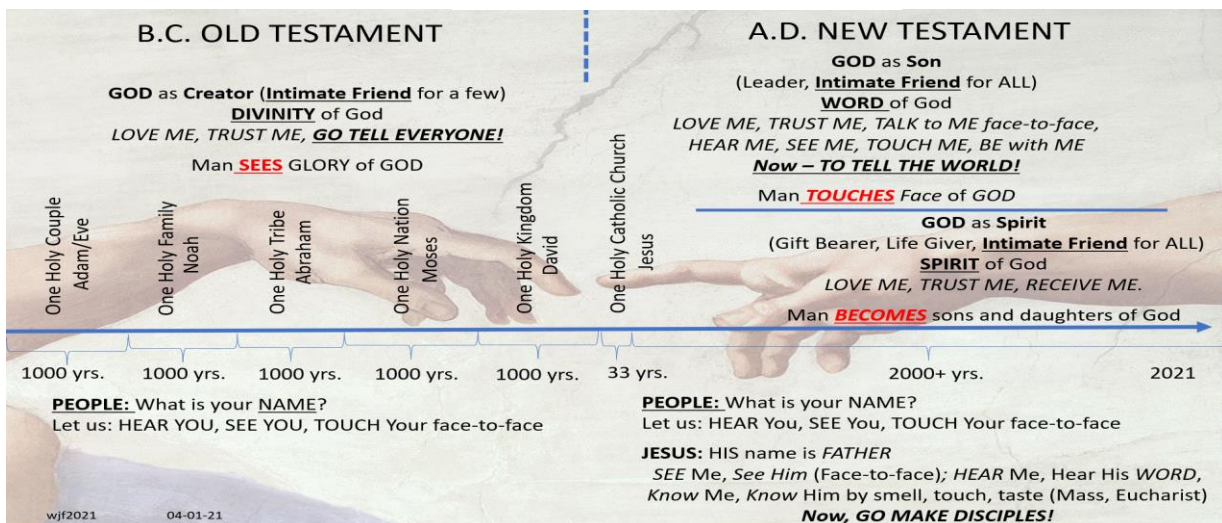 B.C. OLD TESTAMENT
GOD as Creator (Intimate Friend for a few)
DIVINITY of God
LOVE ME, TRUST ME, GO TELL EVERYONE!
Man SEES GLORY of GOD
A.D. NEW TESTAMENT
GOD as Son
(Leader, Intimate Friend for ALL)
WORD of God
LOVE ME, TRUST ME, TALK to ME face-to-face,
HEAR ME, SEE ME, TOUCH ME, BE with ME
Now – TO TELL THE WORLD!
Man TOUCHES Face of GOD
GOD as Spirit
(Gift Bearer, Life Giver, Intimate Friend for ALL)
SPIRIT of God
LOVE ME, TRUST ME, RECEIVE ME.
Man BECOMES sons and daughters of God
One Holy Couple
Adam/Eve
One Holy Family
Noah
One Holy Tribe
Abraham
One Holy Nation
Moses
One Holy Kingdom
David
One Holy Catholic Church
Jesus
1000 yrs.
1000 yrs.
1000 yrs.
1000 yrs.
1000 yrs.
33 yrs.
2000+ yrs.
2021
PEOPLE: What is your NAME?
Let us: HEAR YOU, SEE YOU, TOUCH Your face-to-face
PEOPLE: What is your NAME?
Let us: HEAR You, SEE YOU, TOUCH Your face-to-face
JESUS: HIS name is FATHER
SEE Me, See Him (Face-to-face); HEAR Me, Hear His WORD,
Know Me, Know Him by smell, touch, taste (Mass, Eucharist)
Now, GO MAKE DISCIPLES!
wjf2021 04-01-21